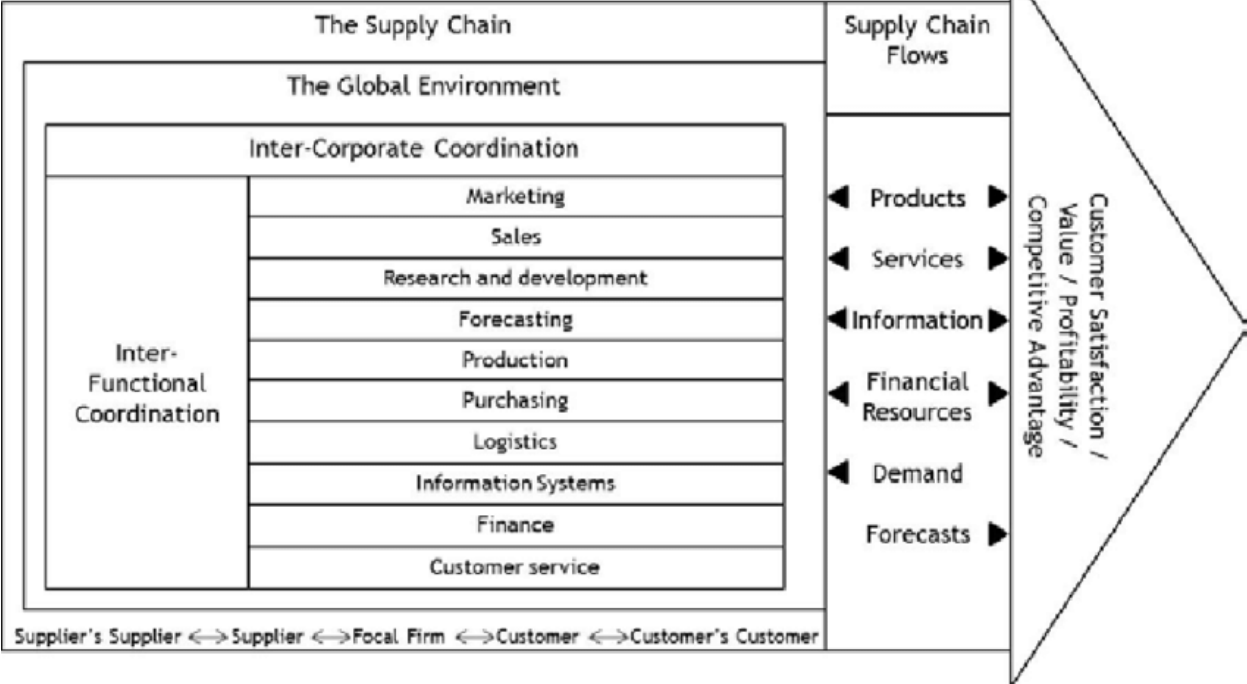 The Supply Chain
The Global Environment
Inter-Corporate Coordination
Inter-
Functional
Coordination
Marketing
Sales
Research and development
Forecasting
Production
Purchasing
Logistics
Information Systems
Finance
Customer service
Supplier's Supplier <-> Supplier <-> Focal Firm <-> Customer <-> Customer's Customer
Supply Chain
Flows
Products
Services
Information
Financial
Resources
Demand
Forecasts
Customer Satisfaction /
Value / Profitability /
Competitive Advantage